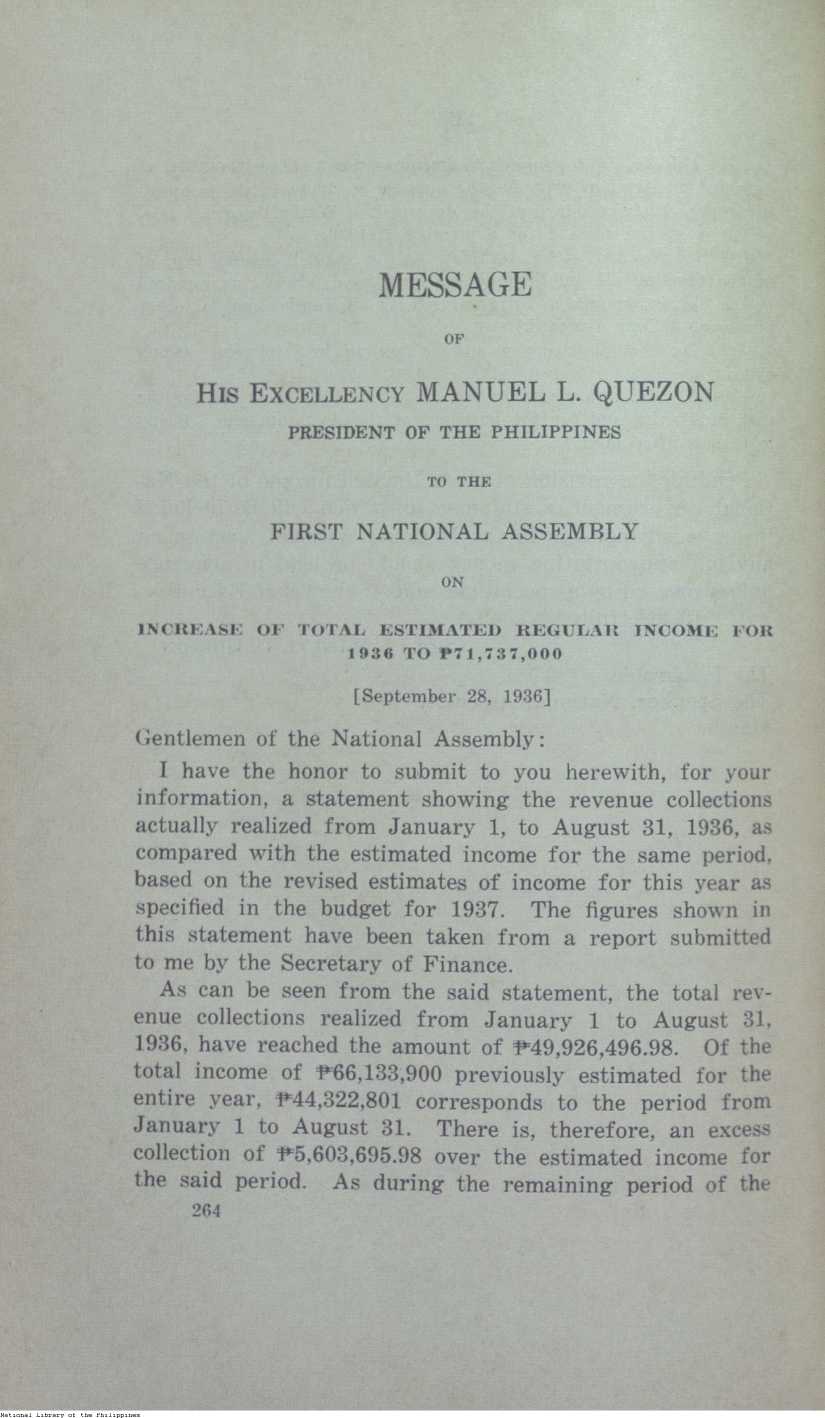 MESSAGE
OF
HIS EXCELLENCY MANUEL L. QUEZON
PRESIDENT OF THE PHILIPPINES
TO THE
FIRST NATIONAL ASSEMBLY
ON
INCREASE OF TOTAL ESTIMATED REGULAR INCOME FOR
1936 TO ₱71,737,000
[September 28, 1936]
Gentlemen of the National Assembly:
I have the honor to submit to you herewith, for your
information, a statement showing the revenue collections
actually realized from January 1, to August 31, 1936, as
compared with the estimated income for the same period,
based on the revised estimates of income for this year as
specified in the budget for 1937. The figures shown in
this statement have been taken from a report submitted
to me by the Secretary of Finance.
As can be seen from the said statement, the total rev-
enue collections realized from January 1 to August 31,
1936, have reached the amount of ₱49,926,496.98. Of the
total income of ₱66,133,900 previously estimated for the
entire year, ₱44,322,801 corresponds to the period from
January 1 to August 31. There is, therefore, an excess
collection of ₱5,603,695.98 over the estimated income for
the said period. As during the remaining period of the
264
National Library of the Philippines